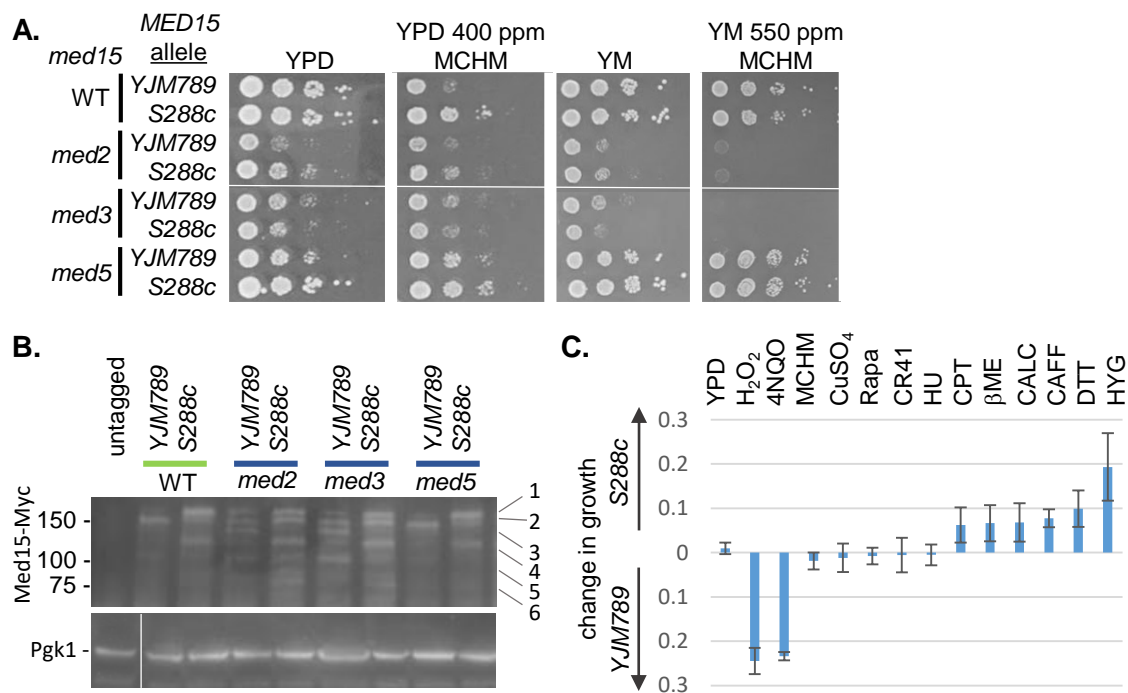 A.
med15
MED15
allele
YPD
YPD 400 ppm
MCHM
YM
YM 550 ppm
MCHM
WT
YJM789
S288c
med2
YJM789
S288c
med3
YJM789
S288c
med5
YJM789
S288c
B.
untagged
YJM789
S288c
YJM789
S288c
YJM789
S288c
YJM789
S288c
WT
med2
med3
med5
Med15-Myc
150 -
100 -
75 -
1
2
3
4
5
6
Pgk1 -
C.
YPD
H₂O₂
4NQO
MCHM
CuSO₄
Rapa
CR41
HU
CPT
βME
CALC
CAFF
DTT
HYG
change in growth
S288c
YJM789
0.3
0.2
0.1
0
0.1
0.2
0.3